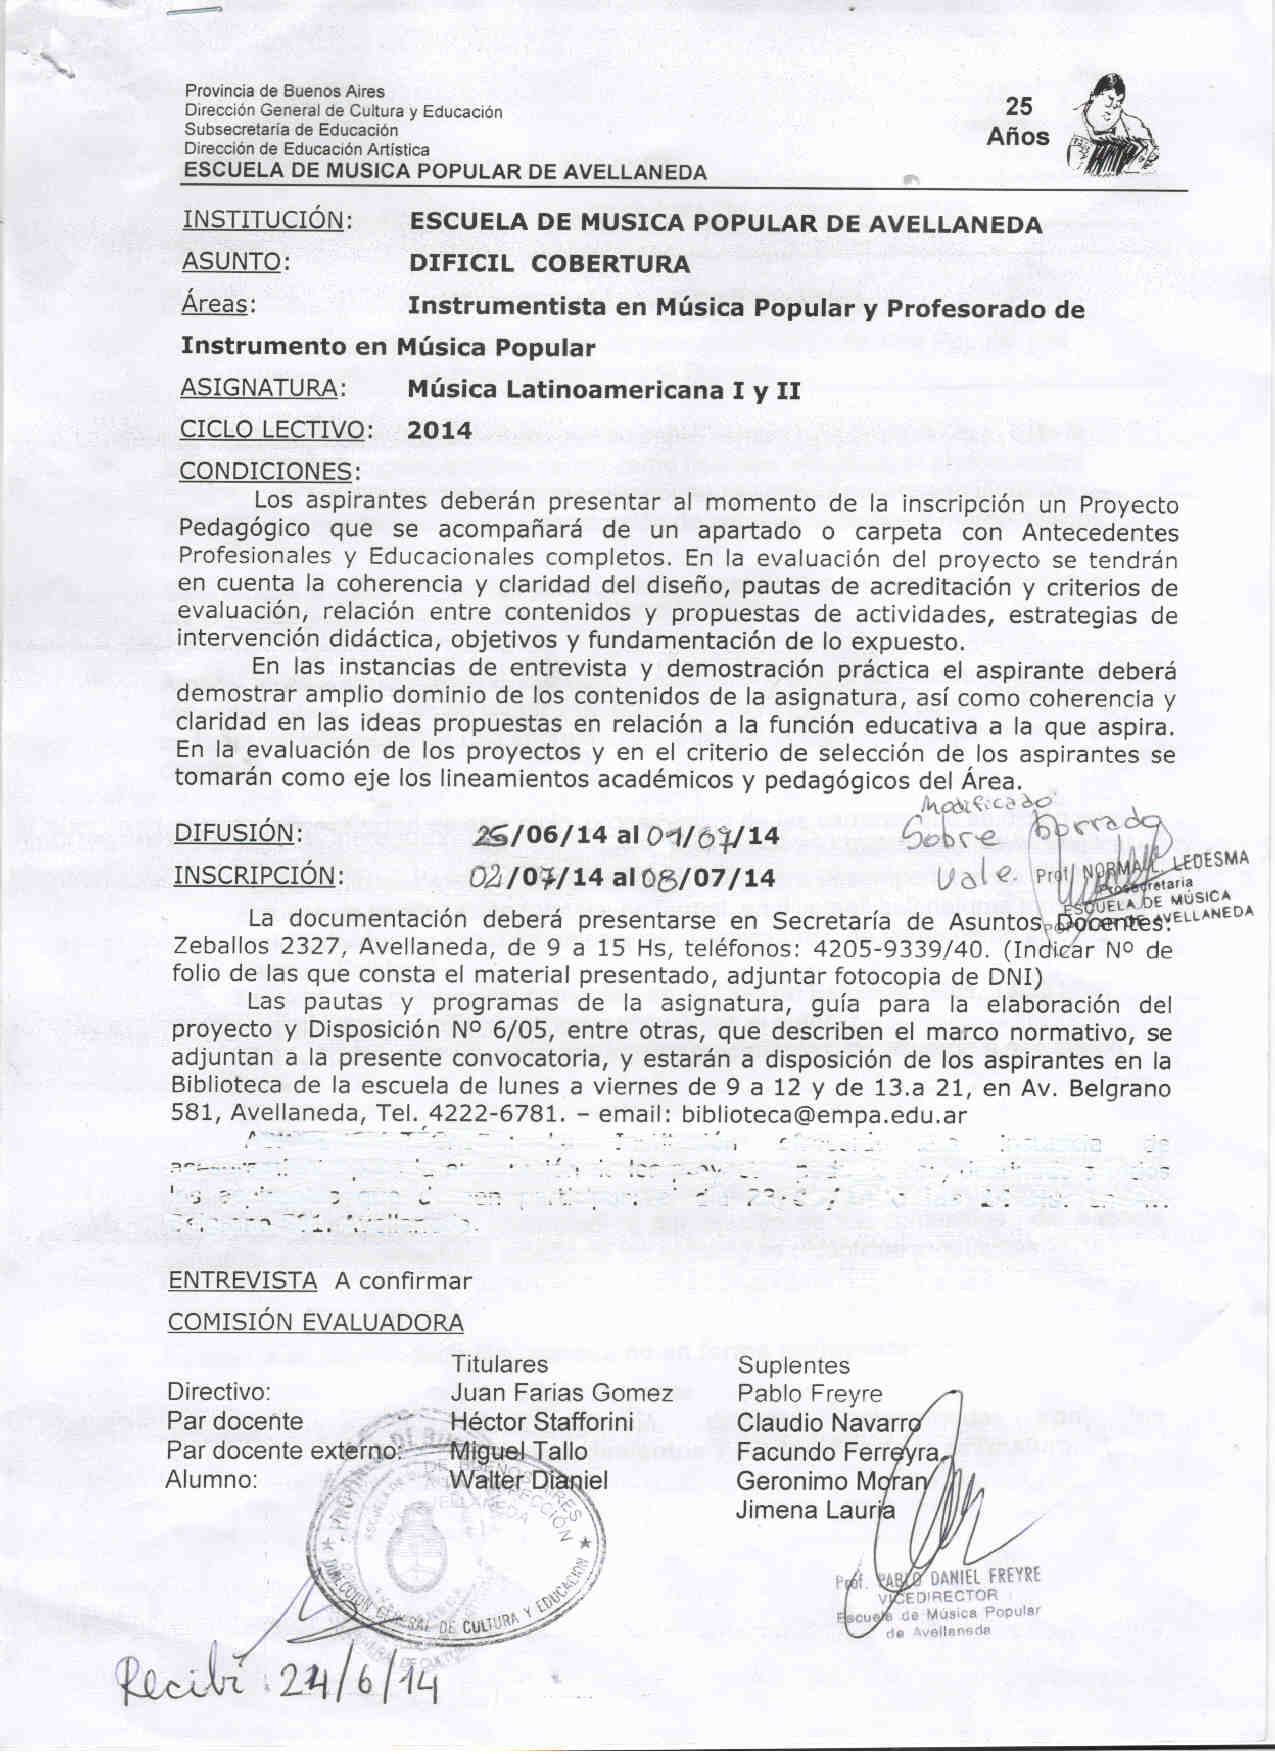 Provincia de Buenos Aires
Dirección General de Cultura y Educación
Subsecretaría de Educación
Dirección de Educación Artística
ESCUELA DE MUSICA POPULAR DE AVELLANEDA
25
Años
INSTITUCIÓN: ESCUELA DE MUSICA POPULAR DE AVELLANEDA
ASUNTO: DIFICIL COBERTURA
Áreas: Instrumentista en Música Popular y Profesorado de
Instrumento en Música Popular
ASIGNATURA: Música Latinoamericana I y II
CICLO LECTIVO: 2014
CONDICIONES:
Los aspirantes deberán presentar al momento de la inscripción un Proyecto
Pedagógico que se acompañará de un apartado o carpeta con Antecedentes
Profesionales y Educacionales completos. En la evaluación del proyecto se tendrán
en cuenta la coherencia y claridad del diseño, pautas de acreditación y criterios de
evaluación, relación entre contenidos y propuestas de actividades, estrategias de
intervención didáctica, objetivos y fundamentación de lo expuesto.
En las instancias de entrevista y demostración práctica el aspirante deberá
demostrar amplio dominio de los contenidos de la asignatura, así como coherencia y
claridad en las ideas propuestas en relación a la función educativa a la que aspira.
En la evaluación de los proyectos y en el criterio de selección de los aspirantes se
tomarán como eje los lineamientos académicos y pedagógicos del Área.
Modificado
Sobre borrado
Vale.
DIFUSIÓN: /06/14 al /07/14
INSCRIPCIÓN: 02/07/14 al 08/07/14
Prof NORMA L. LEDESMA
Prosecretaria
ESCUELA DE MÚSICA
POPULAR DE AVELLANEDA
La documentación deberá presentarse en Secretaría de Asuntos Docentes:
Zeballos 2327, Avellaneda, de 9 a 15 Hs, teléfonos: 4205-9339/40. (Indicar Nº de
folio de las que consta el material presentado, adjuntar fotocopia de DNI)
Las pautas y programas de la asignatura, guía para la elaboración del
proyecto y Disposición Nº 6/05, entre otras, que describen el marco normativo, se
adjuntan a la presente convocatoria, y estarán a disposición de los aspirantes en la
Biblioteca de la escuela de lunes a viernes de 9 a 12 y de 13.a 21, en Av. Belgrano
581, Avellaneda, Tel. 4222-6781. – email: biblioteca@empa.edu.ar
ENTREVISTA A confirmar
COMISIÓN EVALUADORA
Titulares Suplentes
Directivo: Juan Farias Gomez Pablo Freyre
Par docente Héctor Stafforini Claudio Navarro
Par docente externo: Miguel Tallo Facundo Ferreyra
Alumno: Walter Dianiel Geronimo Moran
Jimena Lauria
DIRECCIÓN GENERAL DE CULTURA Y EDUCACIÓN
Prof. PABLO DANIEL FREYRE
VICEDIRECTOR
Escuela de Música Popular
de Avellaneda
Recibí 24/6/14